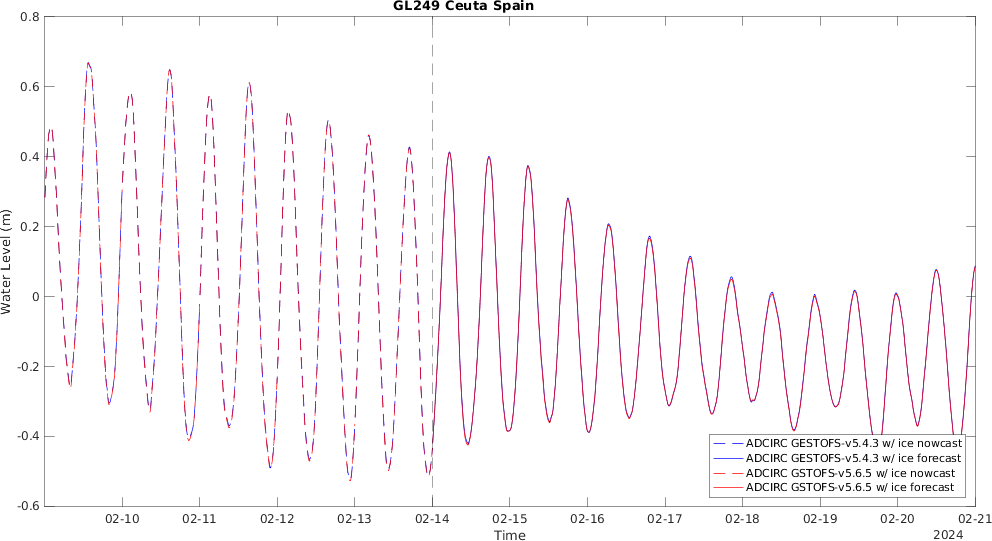 GL249 Ceuta Spain
0.8
0.6
0.4
0.2
0
-0.2
-0.4
-0.6
Water Level (m)
ADCIRC GESTOFS-v5.4.3 w/ ice nowcast
ADCIRC GESTOFS-v5.4.3 w/ ice forecast
ADCIRC GSTOFS-v5.6.5 w/ ice nowcast
ADCIRC GSTOFS-v5.6.5 w/ ice forecast
02-10 02-11 02-12 02-13 02-14 02-15 02-16 02-17 02-18 02-19 02-20 02-21
Time
2024